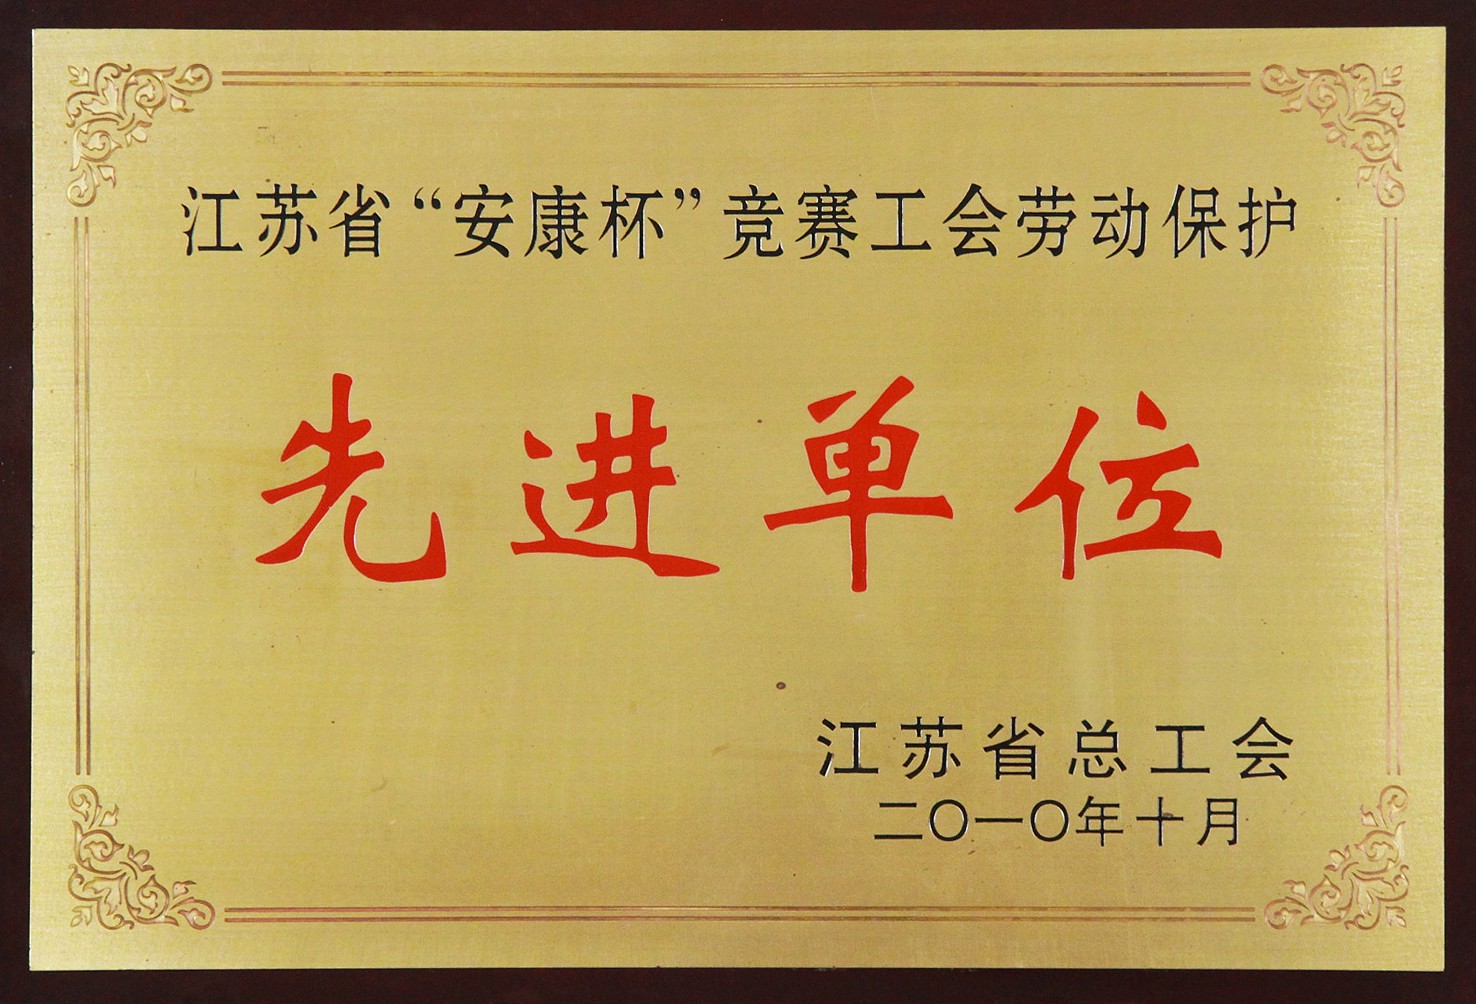 江苏省“安康杯”竞赛工会劳动保护
先进单位
江苏省总工会
二〇一〇年十月